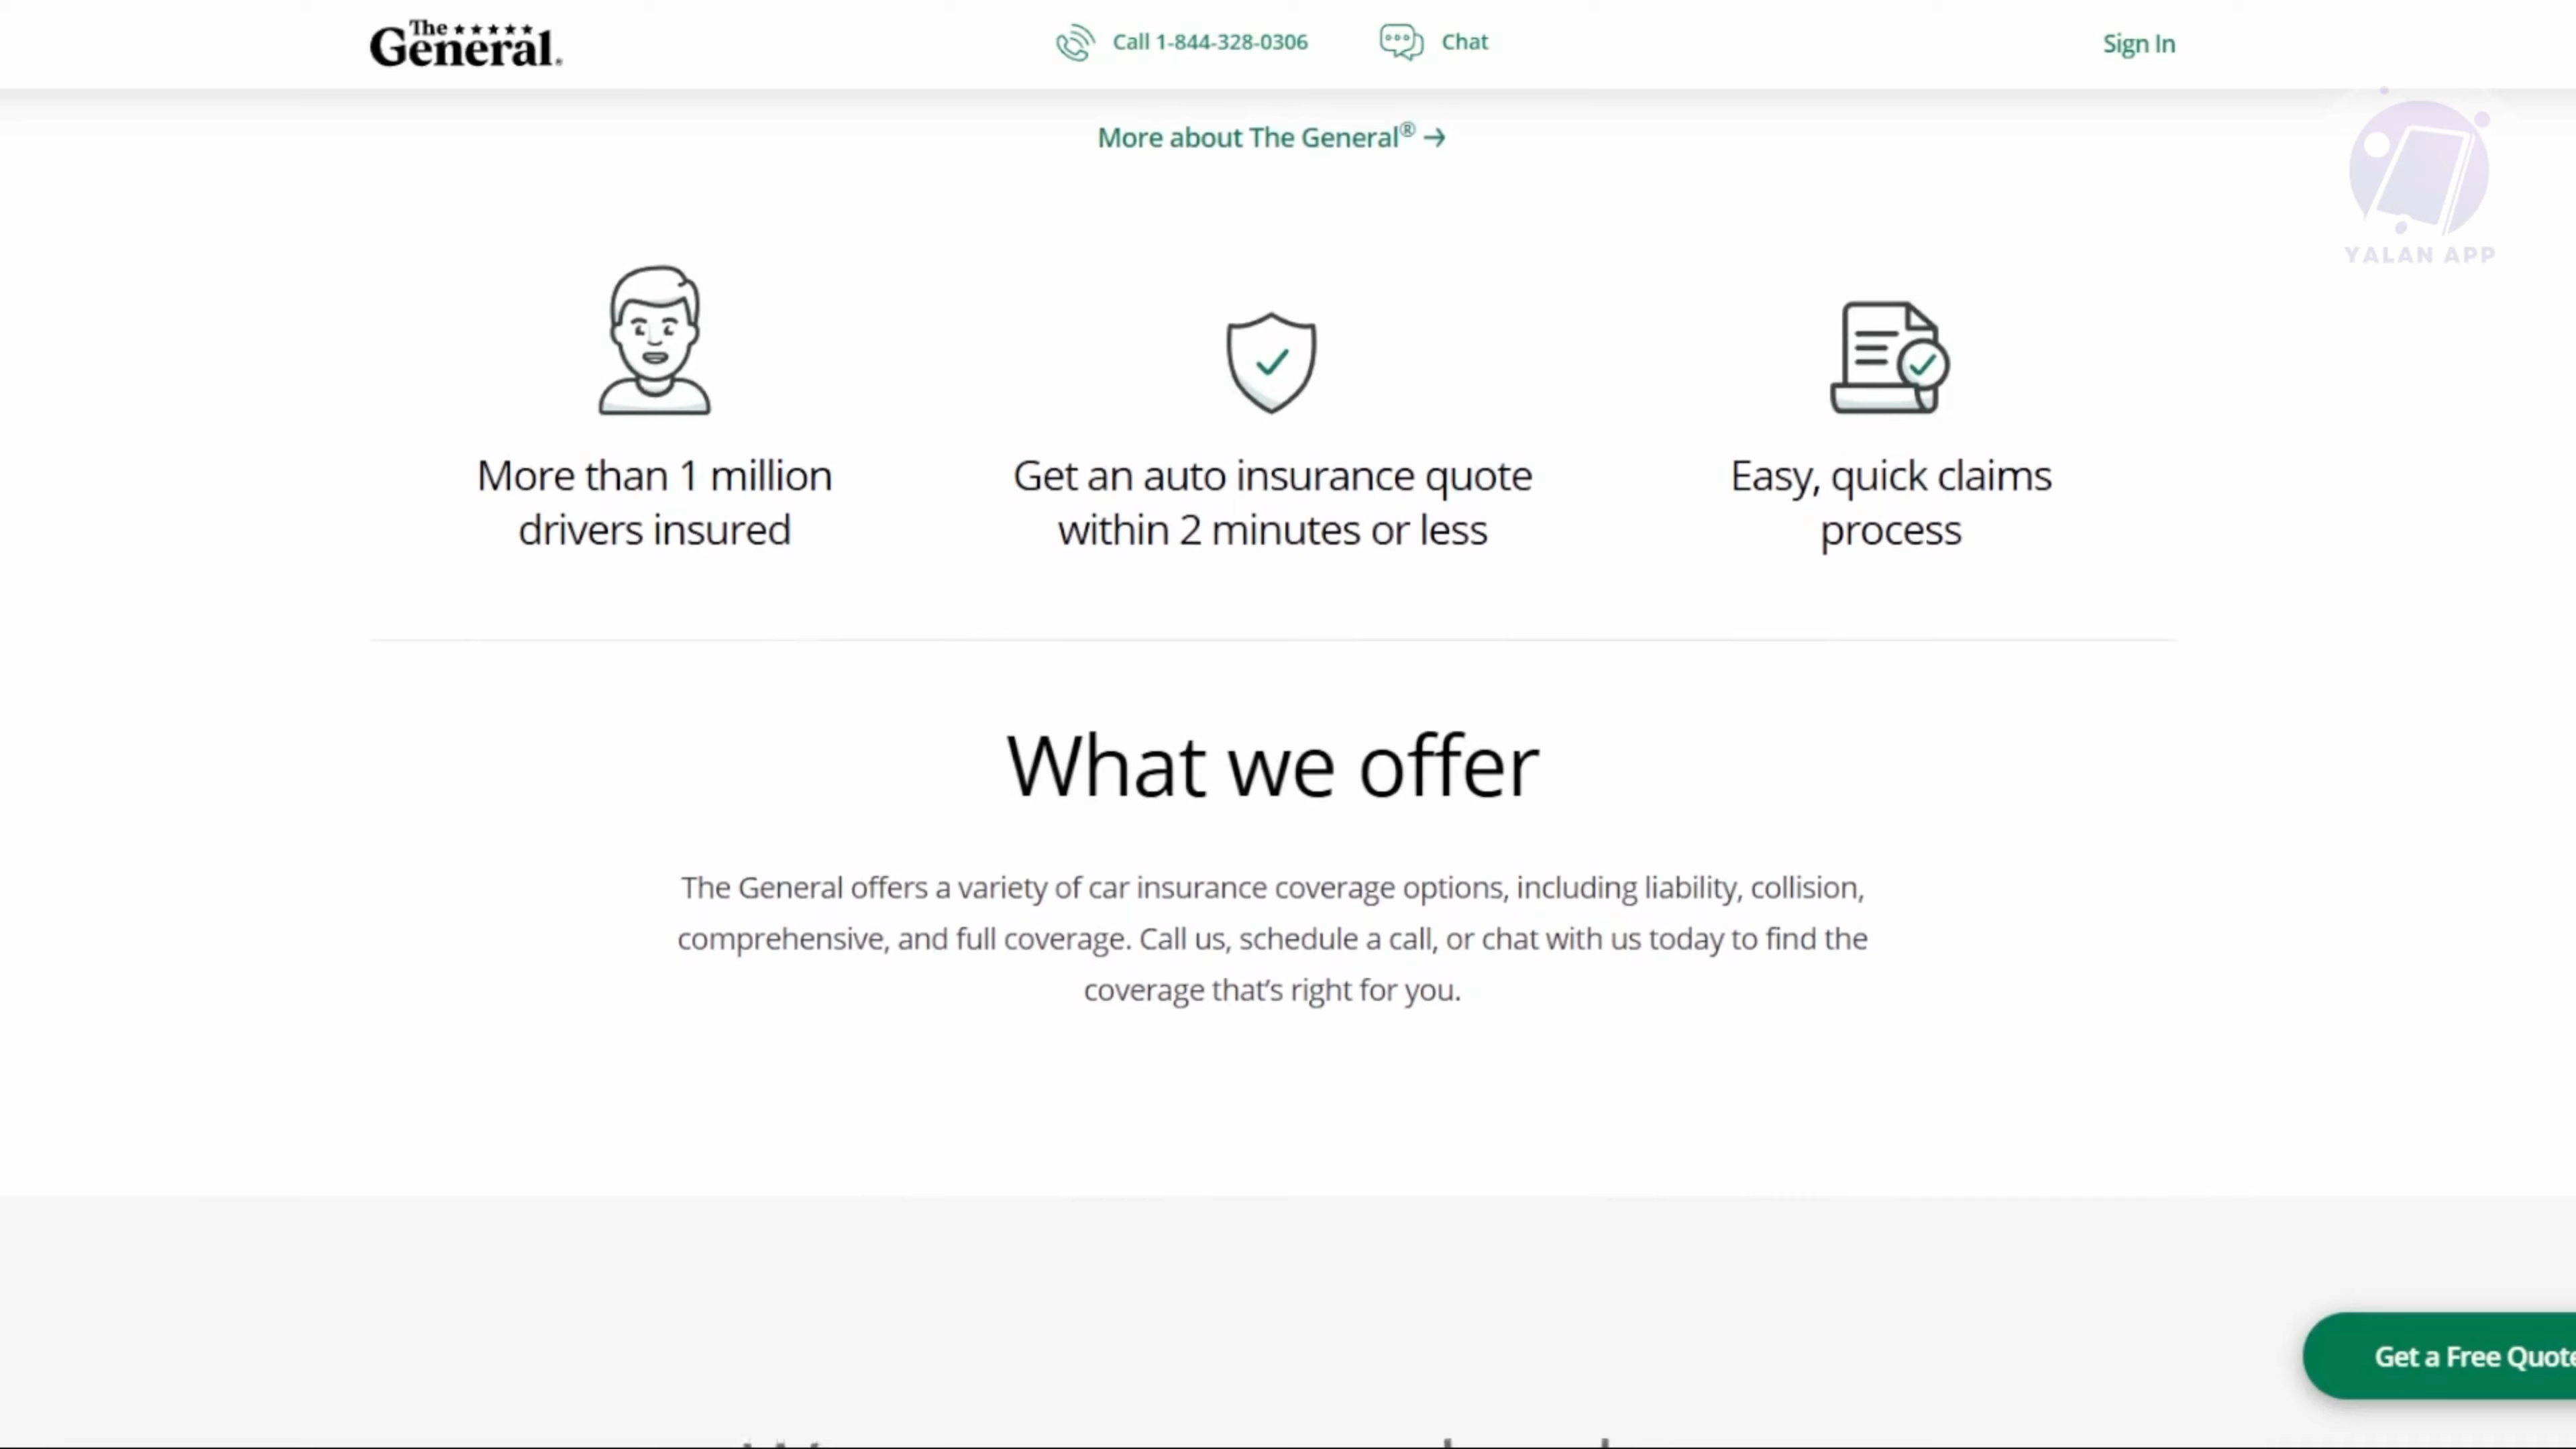 The
General.
Call 1-844-328-0306
Chat
Sign In
More about The General® →
YALAN APP
More than 1 million
drivers insured
Get an auto insurance quote
within 2 minutes or less
Easy, quick claims
process
What we offer
The General offers a variety of car insurance coverage options, including liability, collision,
comprehensive, and full coverage. Call us, schedule a call, or chat with us today to find the
coverage that’s right for you.
Get a Free Quote